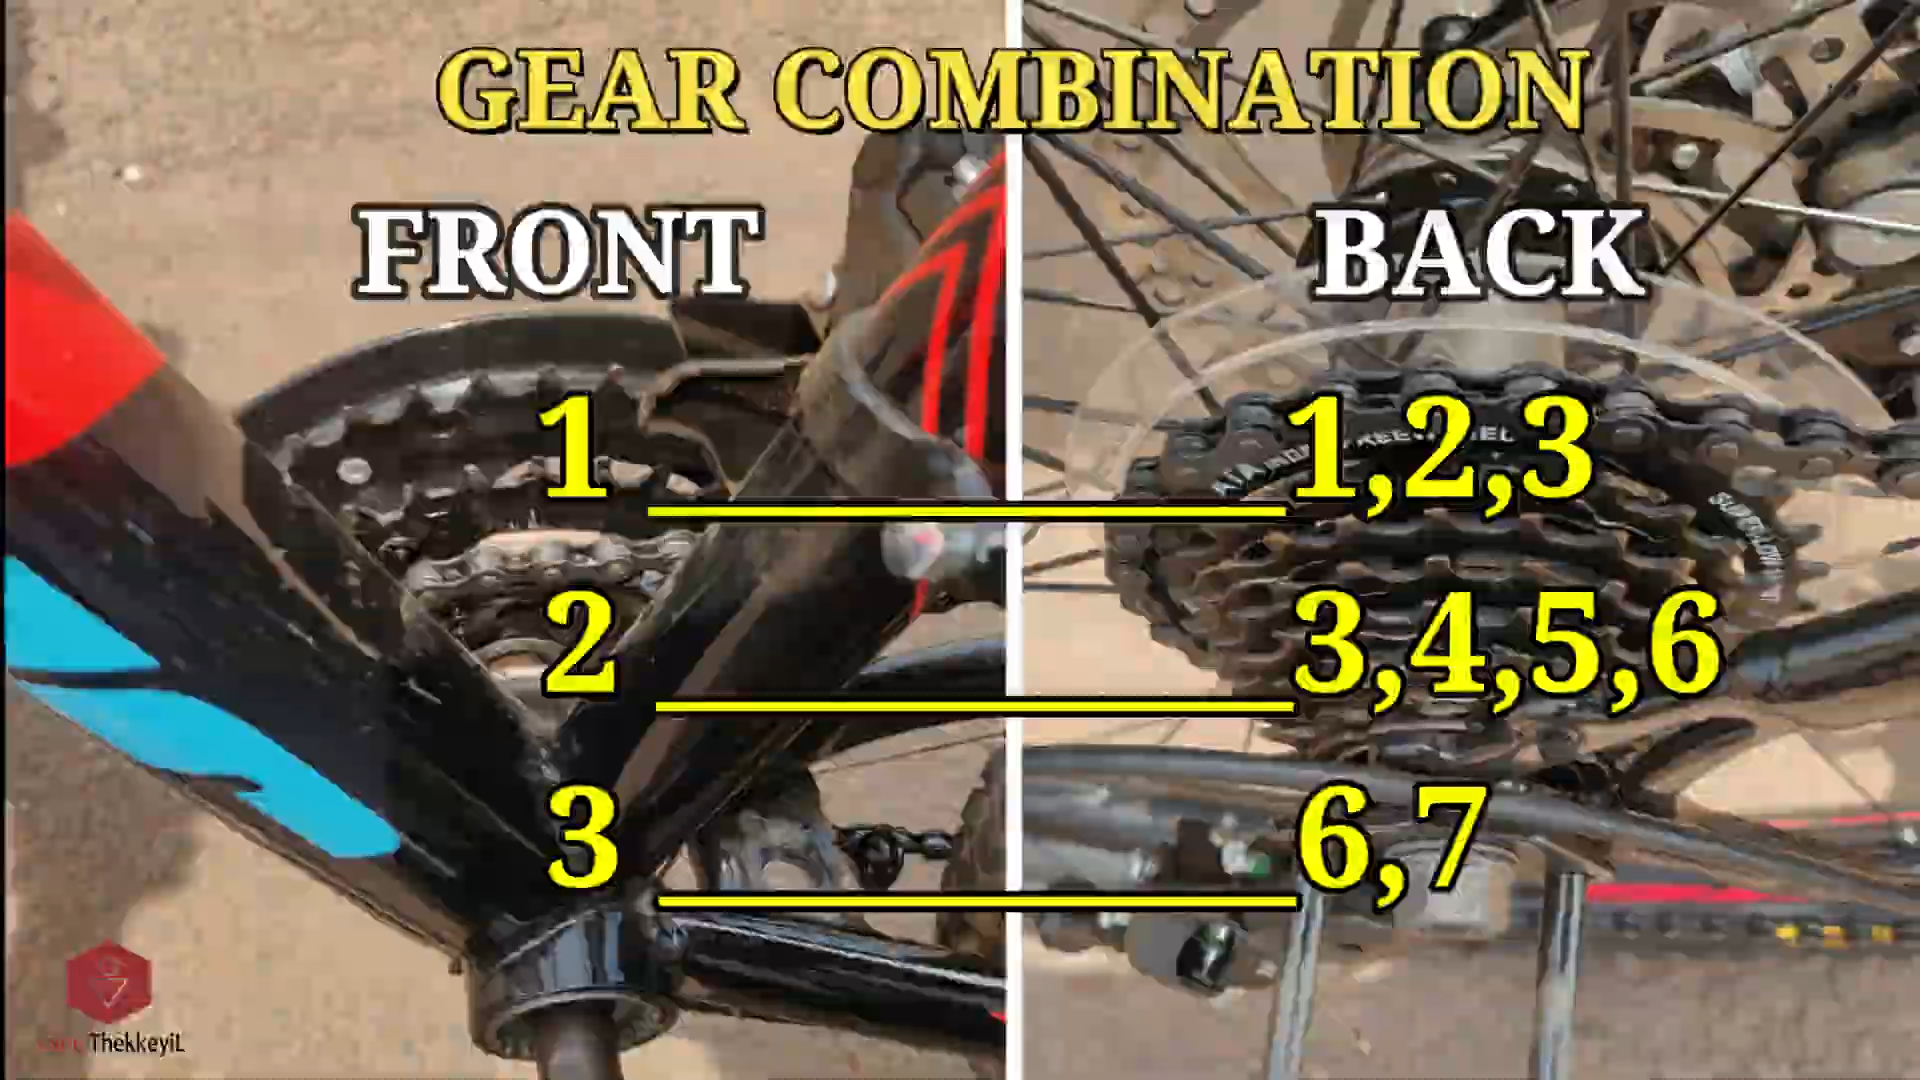 GEAR COMBINATION
FRONT BACK
1 1,2,3
2 3,4,5,6
3 6,7
ThekkeyiL